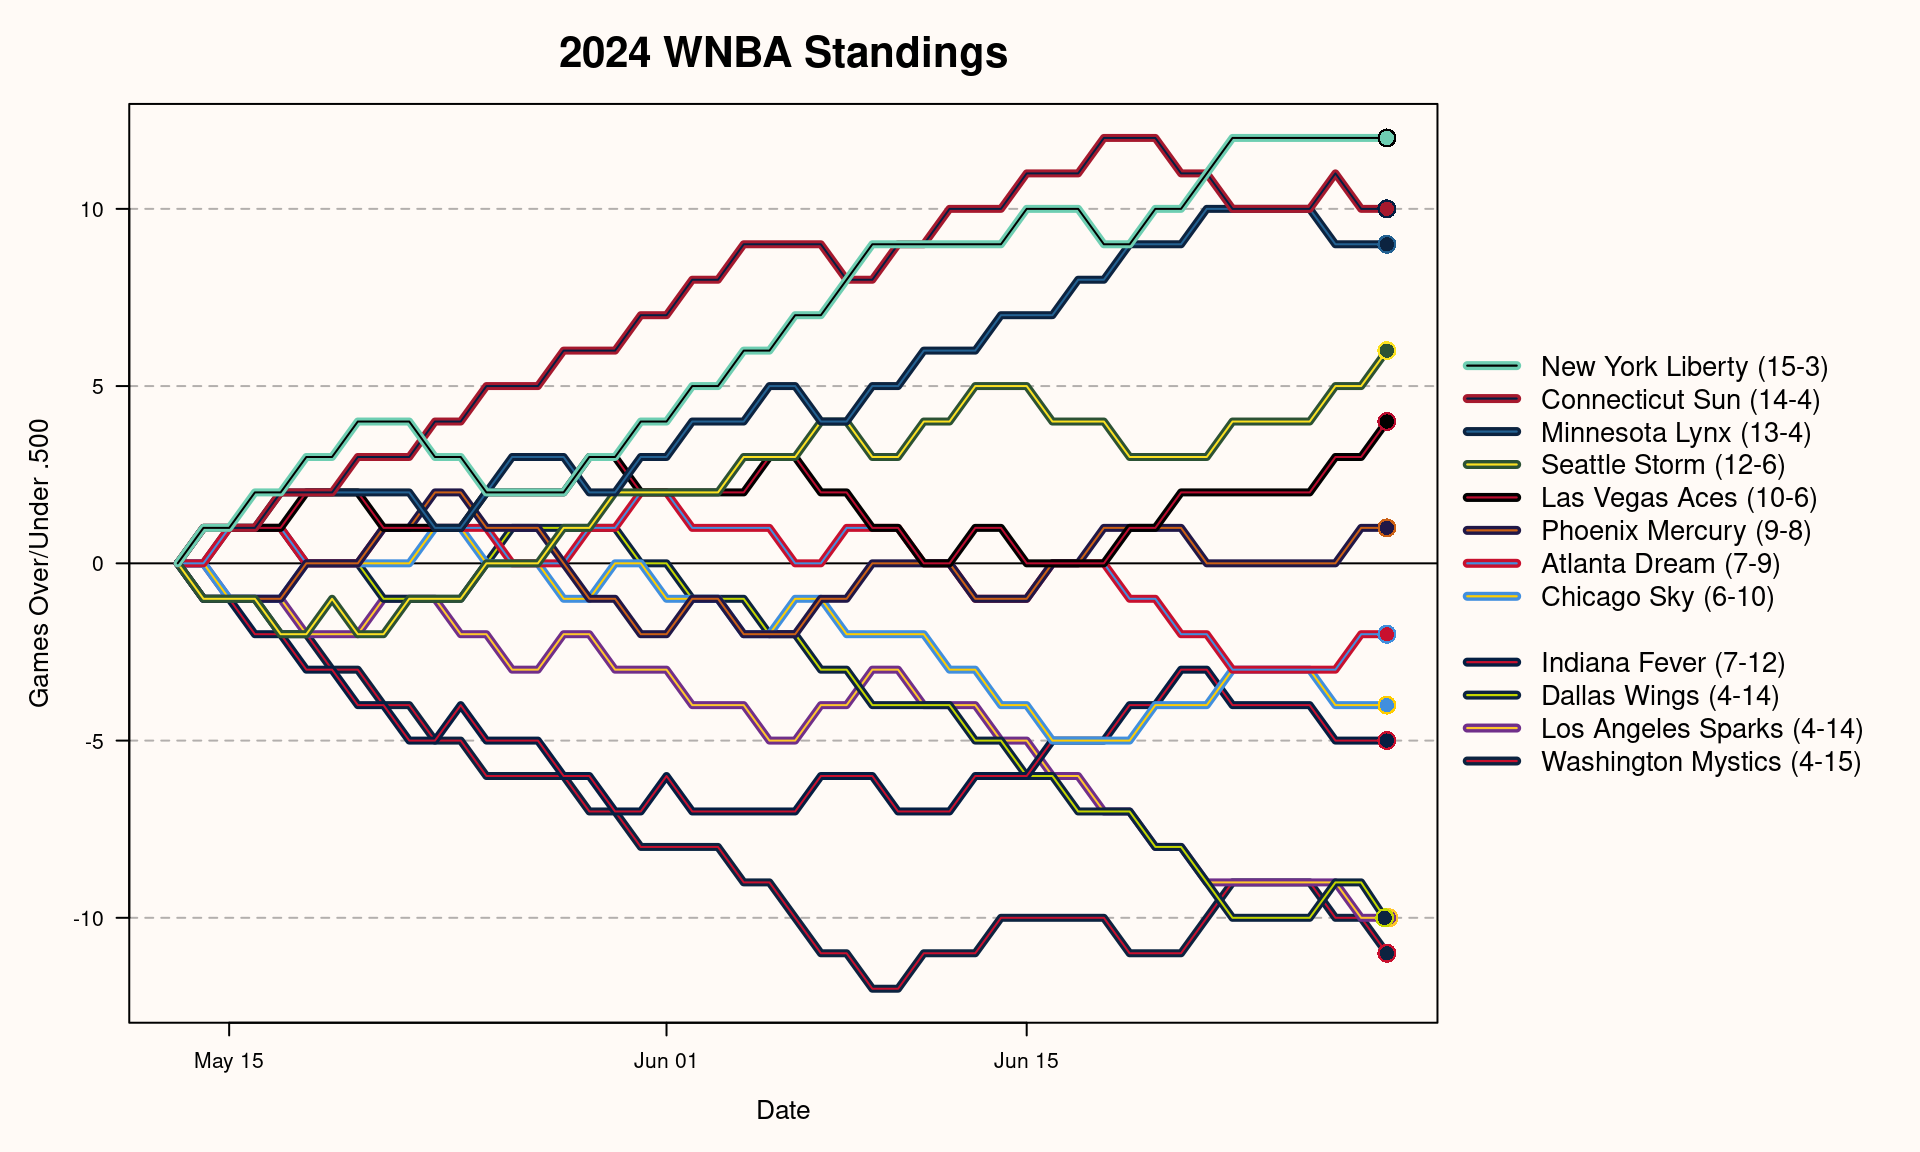 2024 WNBA Standings
Games Over/Under .500
10
5
0
-5
-10
May 15
Jun 01
Jun 15
Date
New York Liberty (15-3)
Connecticut Sun (14-4)
Minnesota Lynx (13-4)
Seattle Storm (12-6)
Las Vegas Aces (10-6)
Phoenix Mercury (9-8)
Atlanta Dream (7-9)
Chicago Sky (6-10)
Indiana Fever (7-12)
Dallas Wings (4-14)
Los Angeles Sparks (4-14)
Washington Mystics (4-15)